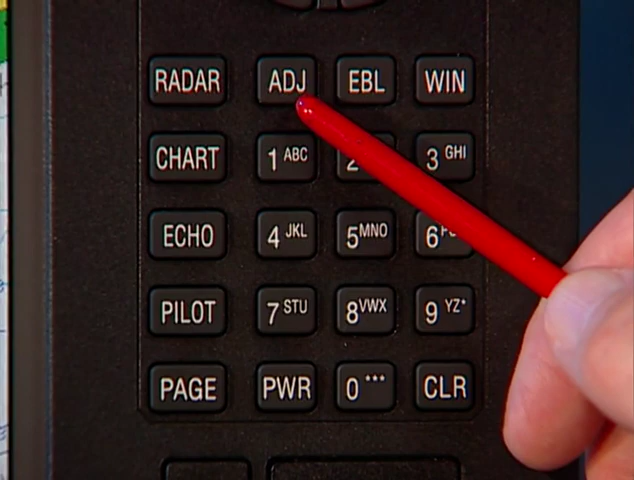 RADAR ADJ EBL WIN
CHART 1 ABC 2 3 GHI
ECHO 4 JKL 5 MNO 6
PILOT 7 STU 8 VWX 9 YZ*
PAGE PWR 0 *** CLR